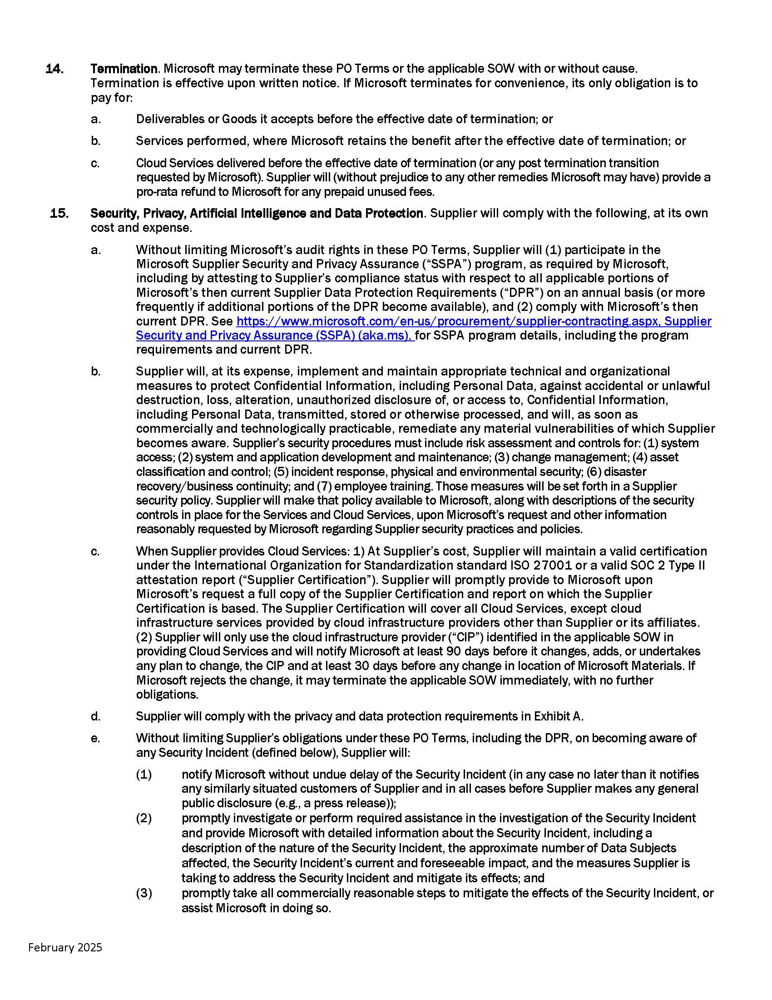 14. Termination. Microsoft may terminate these PO Terms or the applicable SOW with or without cause.
Termination is effective upon written notice. If Microsoft terminates for convenience, its only obligation is to
pay for:
a. Deliverables or Goods it accepts before the effective date of termination; or
b. Services performed, where Microsoft retains the benefit after the effective date of termination; or
c. Cloud Services delivered before the effective date of termination (or any post termination transition
requested by Microsoft). Supplier will (without prejudice to any other remedies Microsoft may have) provide a
pro-rata refund to Microsoft for any prepaid unused fees.
15. Security, Privacy, Artificial Intelligence and Data Protection. Supplier will comply with the following, at its own
cost and expense.
a. Without limiting Microsoft’s audit rights in these PO Terms, Supplier will (1) participate in the
Microsoft Supplier Security and Privacy Assurance (“SSPA”) program, as required by Microsoft,
including by attesting to Supplier’s compliance status with respect to all applicable portions of
Microsoft’s then current Supplier Data Protection Requirements (“DPR”) on an annual basis (or more
frequently if additional portions of the DPR become available), and (2) comply with Microsoft’s then
current DPR. See https://www.microsoft.com/en-us/procurement/supplier-contracting.aspx, Supplier
Security and Privacy Assurance (SSPA) (aka.ms), for SSPA program details, including the program
requirements and current DPR.
b. Supplier will, at its expense, implement and maintain appropriate technical and organizational
measures to protect Confidential Information, including Personal Data, against accidental or unlawful
destruction, loss, alteration, unauthorized disclosure of, or access to, Confidential Information,
including Personal Data, transmitted, stored or otherwise processed, and will, as soon as
commercially and technologically practicable, remediate any material vulnerabilities of which Supplier
becomes aware. Supplier’s security procedures must include risk assessment and controls for: (1) system
access; (2) system and application development and maintenance; (3) change management; (4) asset
classification and control; (5) incident response, physical and environmental security; (6) disaster
recovery/business continuity; and (7) employee training. Those measures will be set forth in a Supplier
security policy. Supplier will make that policy available to Microsoft, along with descriptions of the security
controls in place for the Services and Cloud Services, upon Microsoft’s request and other information
reasonably requested by Microsoft regarding Supplier security practices and policies.
c. When Supplier provides Cloud Services: 1) At Supplier’s cost, Supplier will maintain a valid certification
under the International Organization for Standardization standard ISO 27001 or a valid SOC 2 Type II
attestation report (“Supplier Certification”). Supplier will promptly provide to Microsoft upon
Microsoft’s request a full copy of the Supplier Certification and report on which the Supplier
Certification is based. The Supplier Certification will cover all Cloud Services, except cloud
infrastructure services provided by cloud infrastructure providers other than Supplier or its affiliates.
(2) Supplier will only use the cloud infrastructure provider (“CIP”) identified in the applicable SOW in
providing Cloud Services and will notify Microsoft at least 90 days before it changes, adds, or undertakes
any plan to change, the CIP and at least 30 days before any change in location of Microsoft Materials. If
Microsoft rejects the change, it may terminate the applicable SOW immediately, with no further
obligations.
d. Supplier will comply with the privacy and data protection requirements in Exhibit A.
e. Without limiting Supplier’s obligations under these PO Terms, including the DPR, on becoming aware of
any Security Incident (defined below), Supplier will:
(1) notify Microsoft without undue delay of the Security Incident (in any case no later than it notifies
any similarly situated customers of Supplier and in all cases before Supplier makes any general
public disclosure (e.g., a press release));
(2) promptly investigate or perform required assistance in the investigation of the Security Incident
and provide Microsoft with detailed information about the Security Incident, including a
description of the nature of the Security Incident, the approximate number of Data Subjects
affected, the Security Incident’s current and foreseeable impact, and the measures Supplier is
taking to address the Security Incident and mitigate its effects; and
(3) promptly take all commercially reasonable steps to mitigate the effects of the Security Incident, or
assist Microsoft in doing so.
February 2025